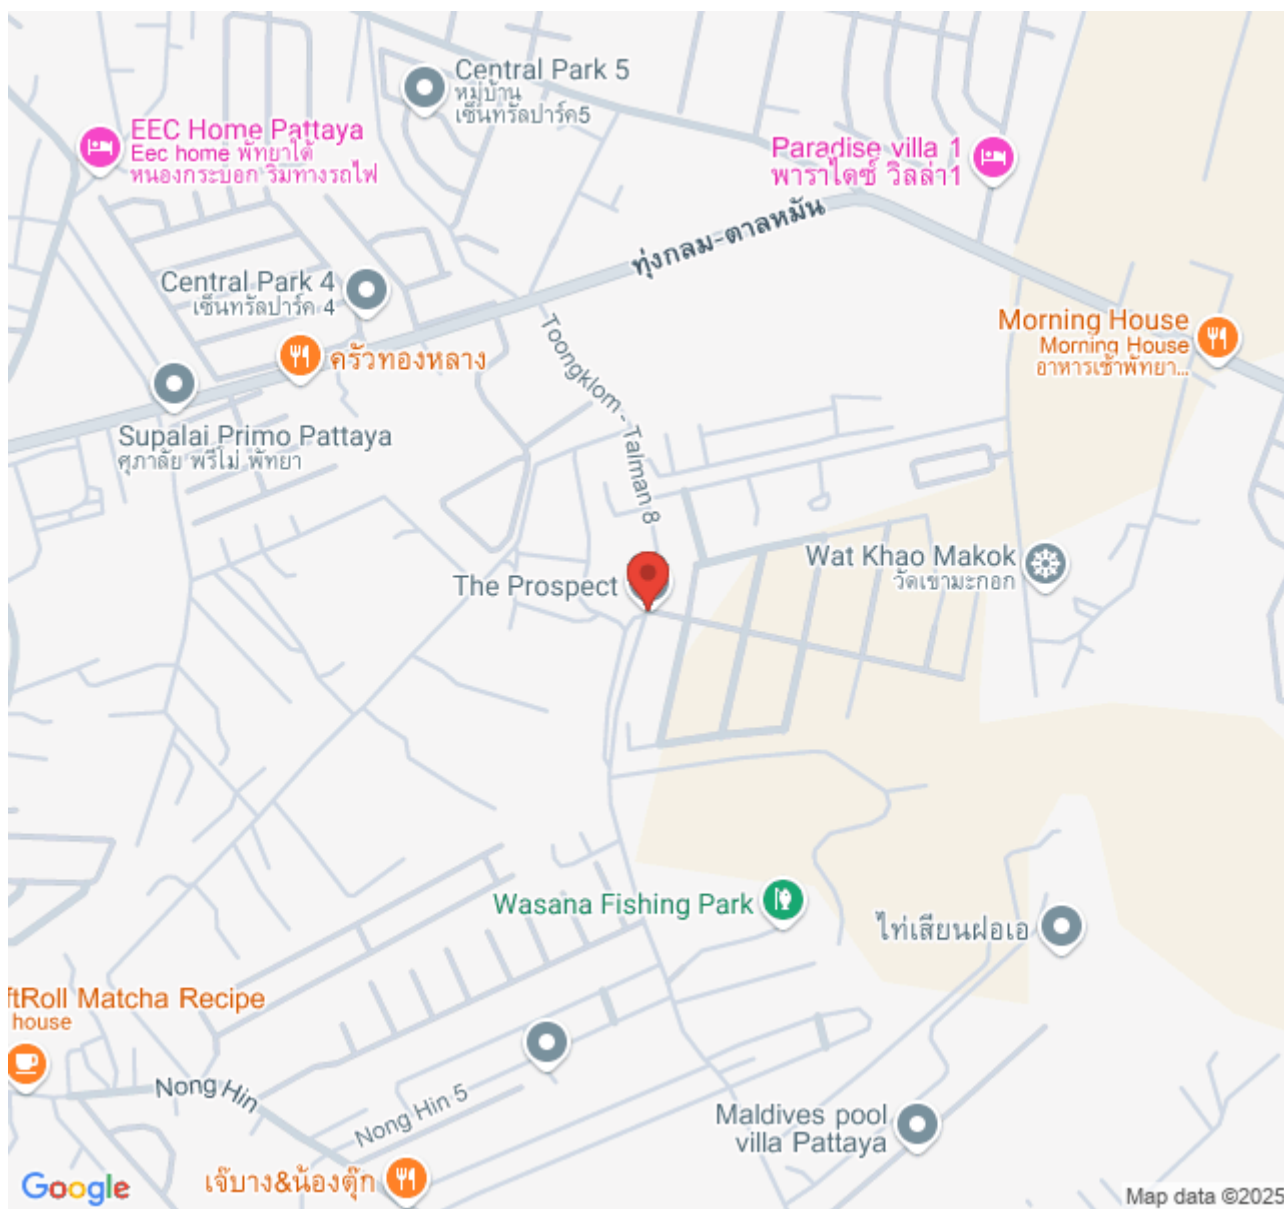 Central Park 5
หมู่บ้าน
เซ็นทรัลปาร์ค5
EEC Home Pattaya
Eec home พัทยาใต้
หนองกระบอก ริมทางรถไฟ
Paradise villa 1
พาราไดซ์ วิลล่า1
ทุ่งกลม-ตาลหมัน
Central Park 4
เซ็นทรัลปาร์ค 4
Morning House
Morning House
อาหารเช้าพัทยา...
ครัวทองหลาง
Toongklom - Talman 8
Supalai Primo Pattaya
ศุภาลัย พรีโม่ พัทยา
Wat Khao Makok
วัดเขามะกอก
The Prospect
Wasana Fishing Park
ไท่เสียนฝอเอ
ftRoll Matcha Recipe
house
Nong Hin
Nong Hin 5
Maldives pool
villa Pattaya
เจ๊บาง&น้องตุ๊ก
Google
Map data ©2025